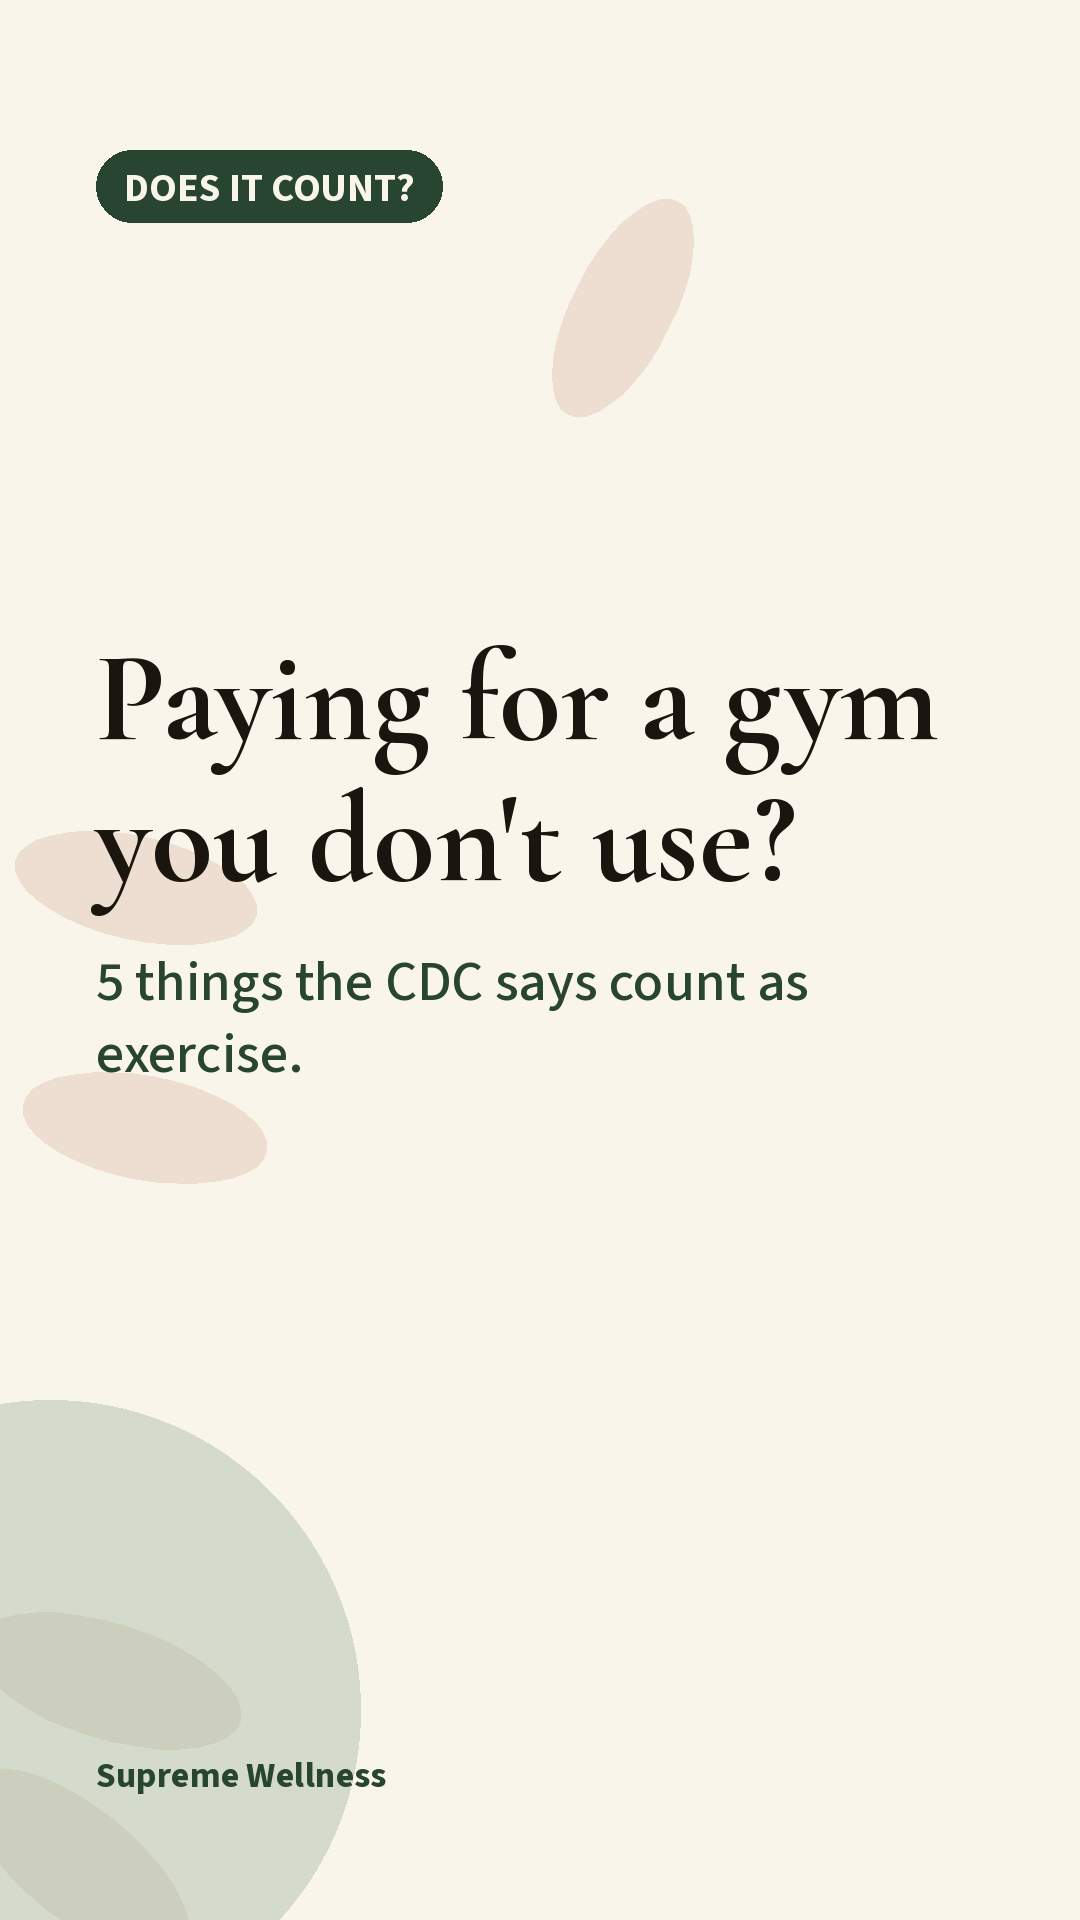 DOES IT COUNT?
Paying for a gym
you don't use?
5 things the CDC says count as
exercise.
Supreme Wellness